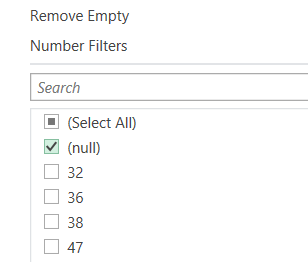 Remove Empty
Number Filters
Search
(Select All)
(null)
32
36
38
47